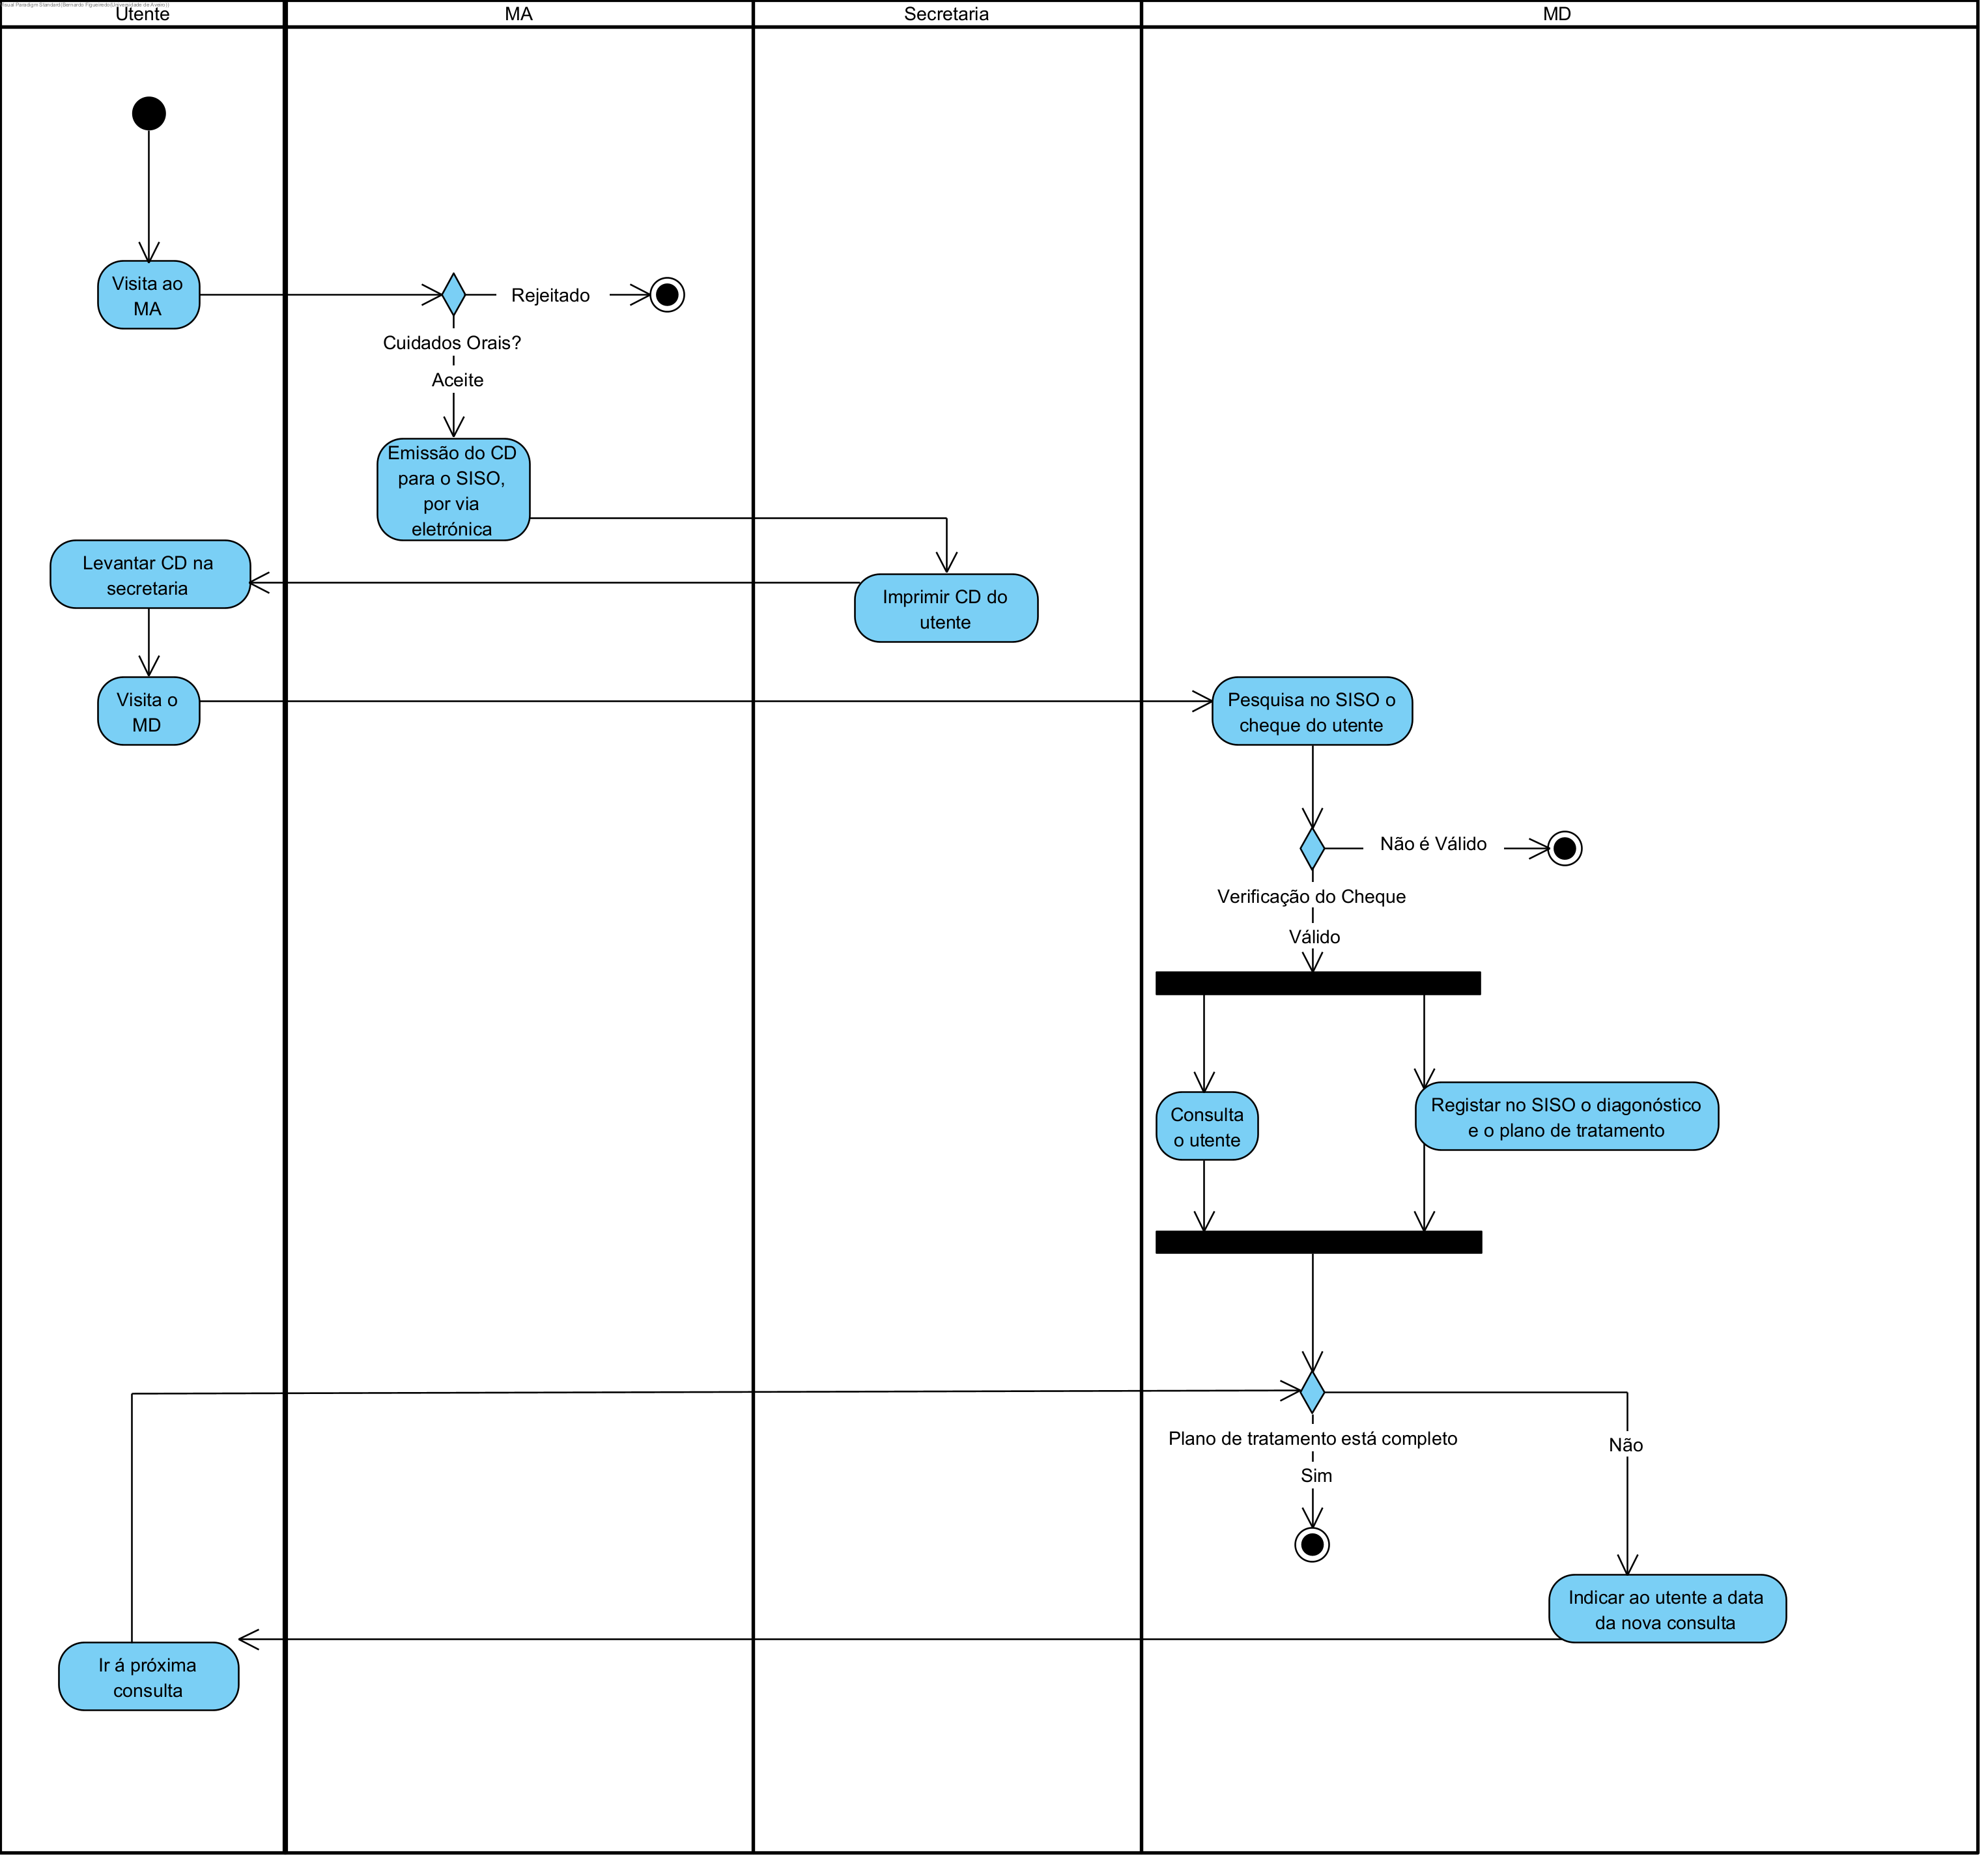 Visual Paradigm Standard(Bernardo Figueiredo(Universidade de Aveiro))
Utente
MA
Secretaria
MD
Visita ao
MA
Rejeitado
Cuidados Orais?
Aceite
Emissão do CD
para o SISO,
por via
eletrónica
Levantar CD na
secretaria
Imprimir CD do
utente
Visita o
MD
Pesquisa no SISO o
cheque do utente
Não é Válido
Verificação do Cheque
Válido
Consulta
o utente
Registar no SISO o diagonóstico
e o plano de tratamento
Plano de tratamento está completo
Não
Sim
Indicar ao utente a data
da nova consulta
Ir á próxima
consulta